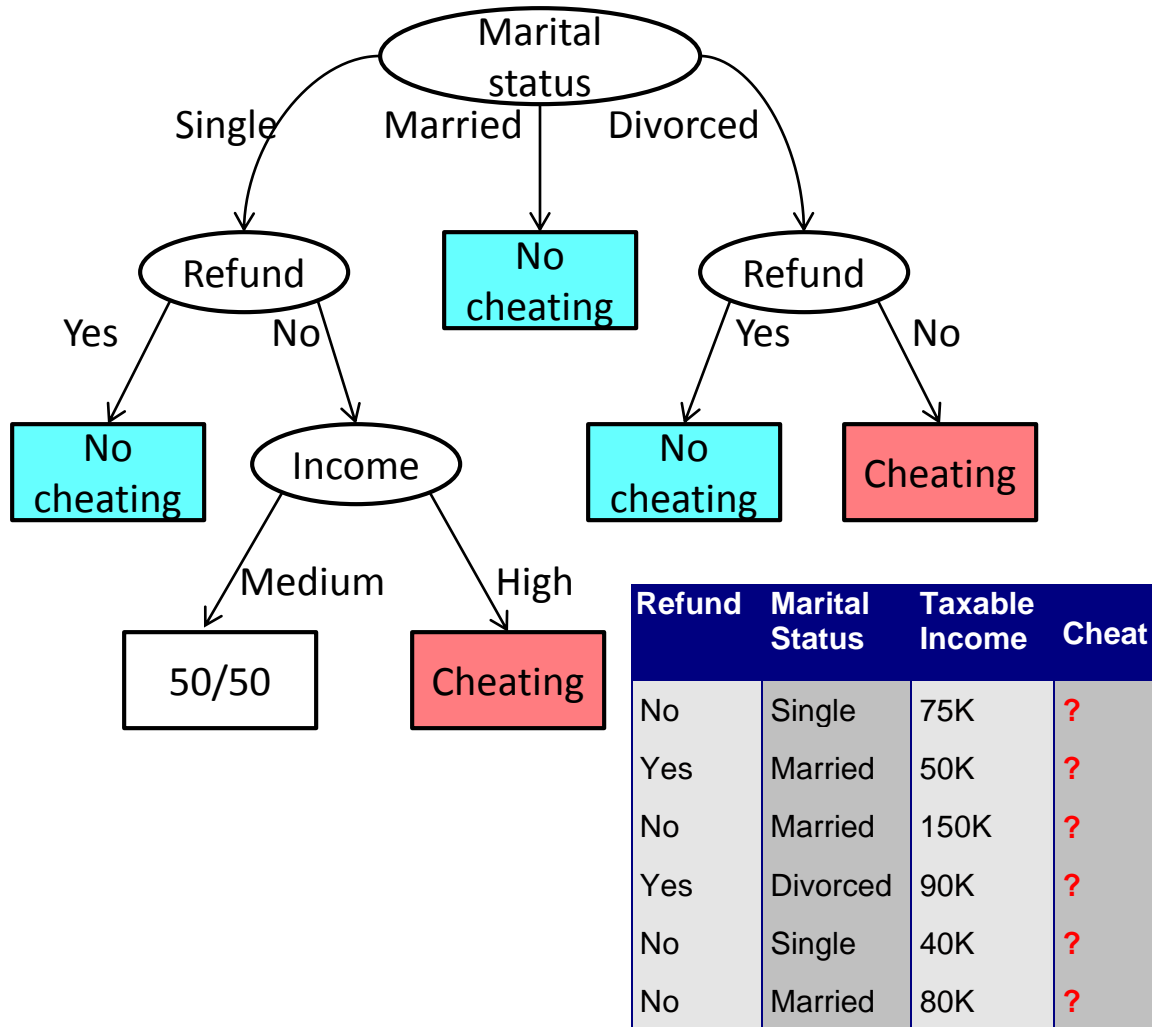 Marital
status
Single
Married
Divorced
Refund
No
cheating
Refund
Yes
No
Yes
No
No
cheating
Income
No
cheating
Cheating
Medium
High
50/50
Cheating
Refund Marital Status Taxable Income Cheat
No Single 75K ?
Yes Married 50K ?
No Married 150K ?
Yes Divorced 90K ?
No Single 40K ?
No Married 80K ?